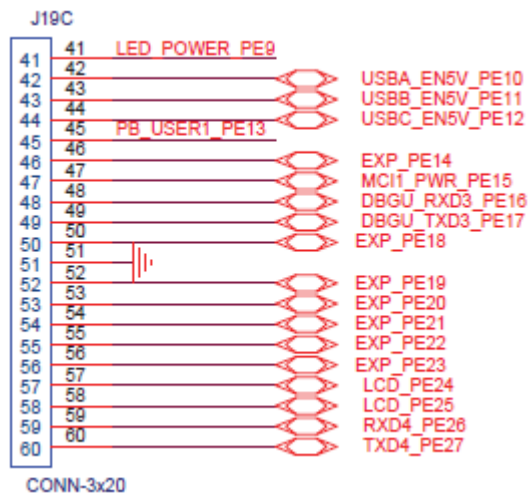 J19C
41 41 LED_POWER_PE9
42 42 USBA_EN5V_PE10
43 43 USBB_EN5V_PE11
44 44 USBC_EN5V_PE12
45 45 PB_USER1_PE13
46 46 EXP_PE14
47 47 MCI1_PWR_PE15
48 48 DBGU_RXD3_PE16
49 49 DBGU_TXD3_PE17
50 50 EXP_PE18
51 51
52 52 EXP_PE19
53 53 EXP_PE20
54 54 EXP_PE21
55 55 EXP_PE22
56 56 EXP_PE23
57 57 LCD_PE24
58 58 LCD_PE25
59 59 RXD4_PE26
60 60 TXD4_PE27
CONN-3x20